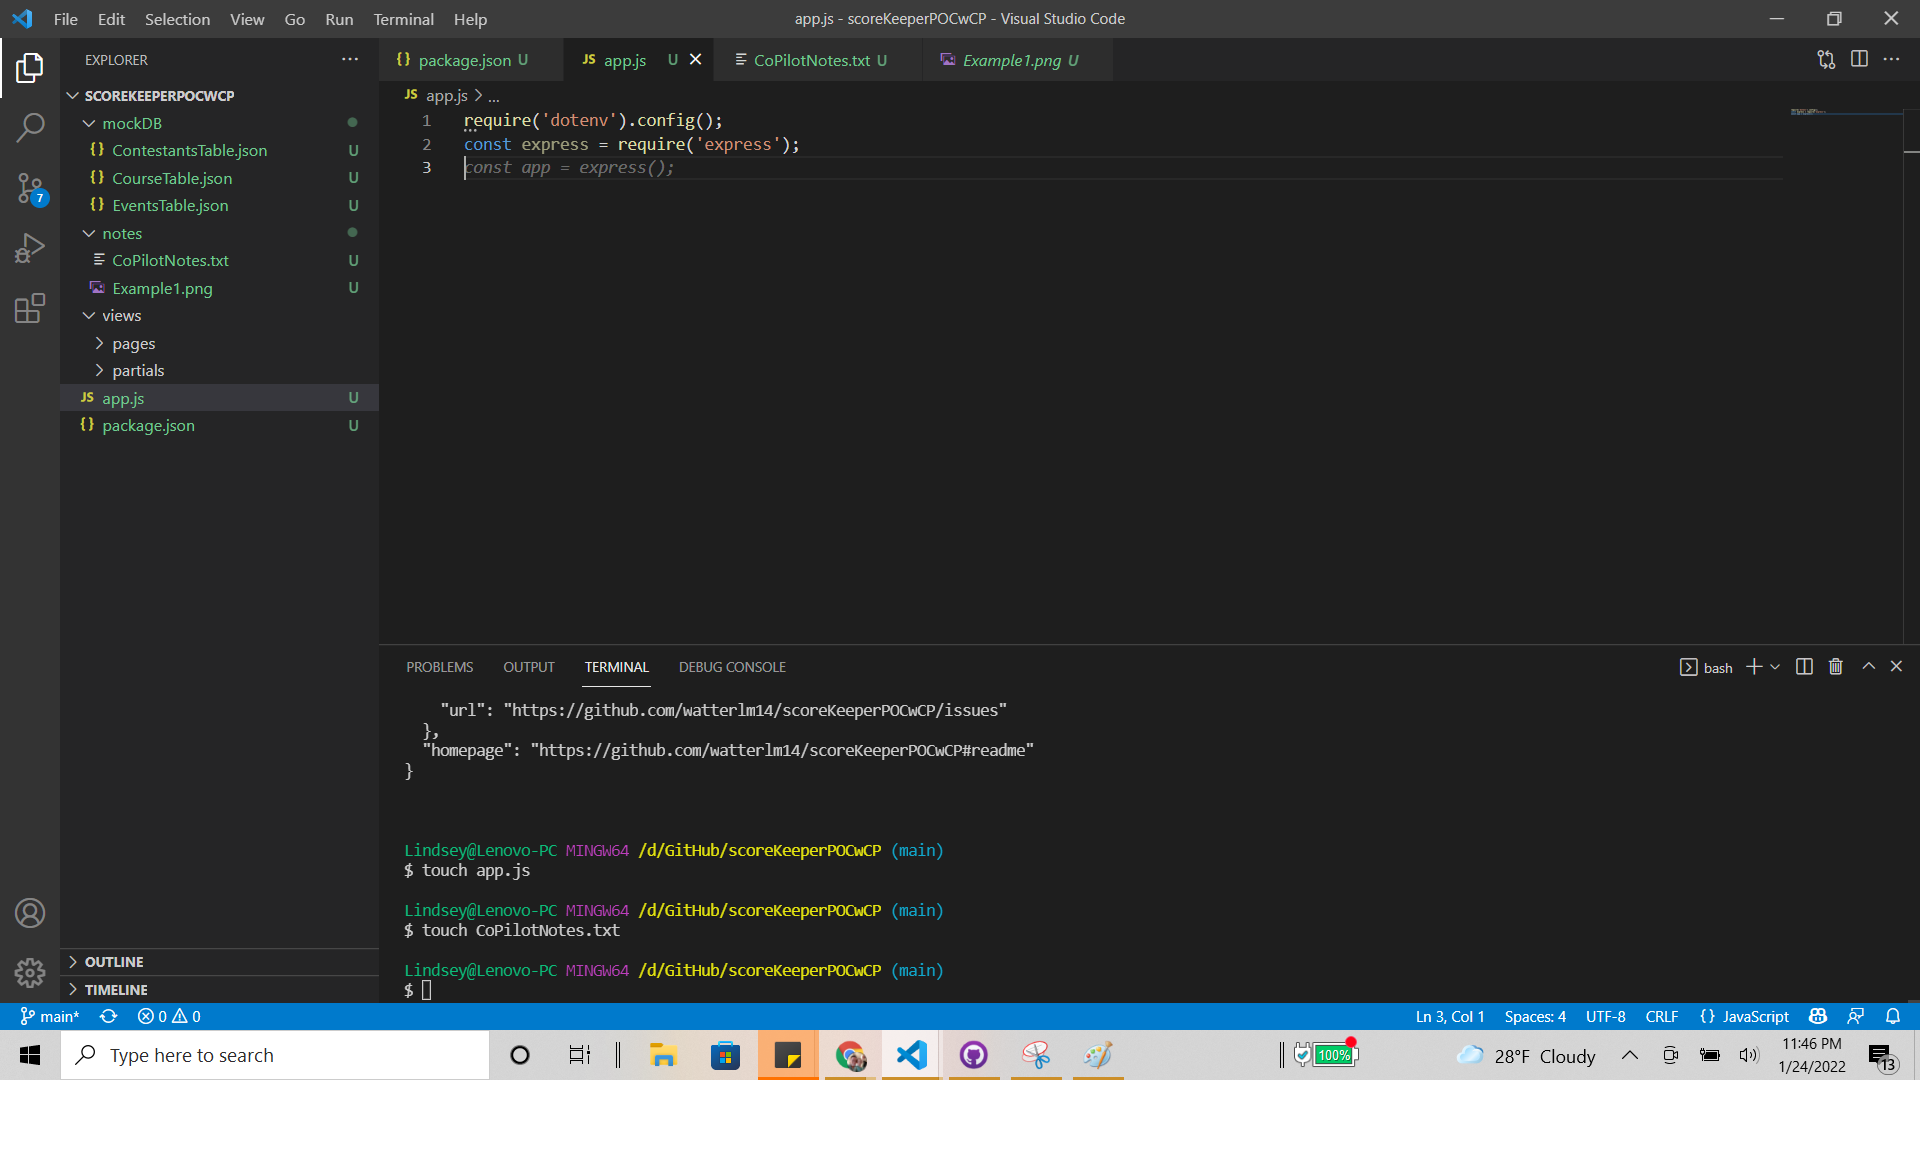 File Edit Selection View Go Run Terminal Help
app.js - scoreKeeperPOCwCP - Visual Studio Code
EXPLORER
SCOREKEEPERPOCWCP
mockDB
{} ContestantsTable.json U
{} CourseTable.json U
{} EventsTable.json U
notes
CoPilotNotes.txt U
Example1.png U
views
pages
partials
JS app.js U
{} package.json U
OUTLINE
TIMELINE
{} package.json U
JS app.js U
CoPilotNotes.txt U
Example1.png U
JS app.js > ...
1 require('dotenv').config();
2 const express = require('express');
3 const app = express();
PROBLEMS OUTPUT TERMINAL DEBUG CONSOLE
bash
"url": "https://github.com/watterlm14/scoreKeeperPOCwCP/issues"
},
"homepage": "https://github.com/watterlm14/scoreKeeperPOCwCP#readme"
}
Lindsey@Lenovo-PC MINGW64 /d/GitHub/scoreKeeperPOCwCP (main)
$ touch app.js
Lindsey@Lenovo-PC MINGW64 /d/GitHub/scoreKeeperPOCwCP (main)
$ touch CoPilotNotes.txt
Lindsey@Lenovo-PC MINGW64 /d/GitHub/scoreKeeperPOCwCP (main)
$
7
main* 0 0
Ln 3, Col 1 Spaces: 4 UTF-8 CRLF {} JavaScript
Type here to search
100%
28°F Cloudy
11:46 PM
1/24/2022
13